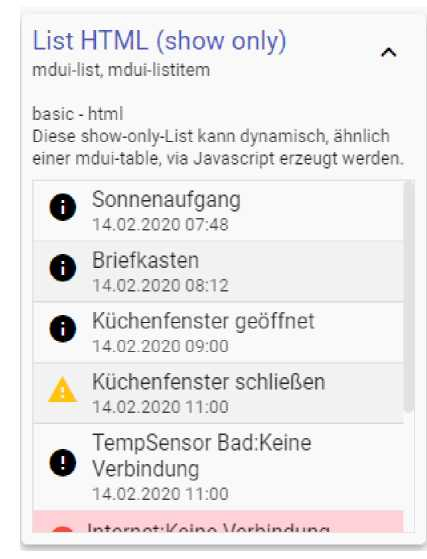 List HTML (show only)
mdui-list, mdui-listitem
basic - html
Diese show-only-List kann dynamisch, ähnlich
einer mdui-table, via Javascript erzeugt werden.
Sonnenaufgang
14.02.2020 07:48
Briefkasten
14.02.2020 08:12
Küchenfenster geöffnet
14.02.2020 09:00
Küchenfenster schließen
14.02.2020 11:00
TempSensor Bad:Keine
Verbindung
14.02.2020 11:00
Internet:Keine Verbindung